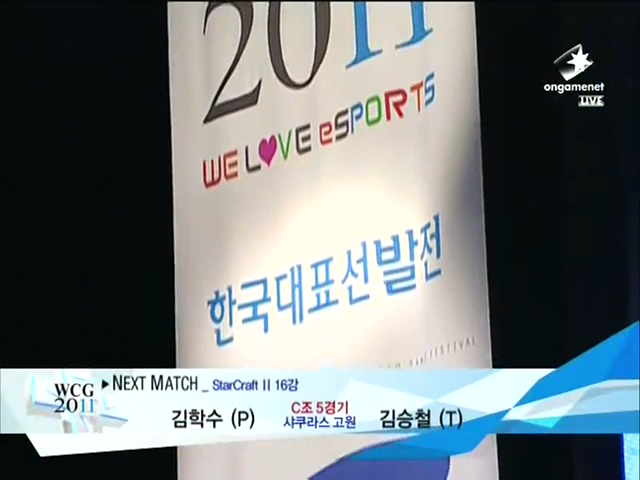 2011
WE L♥VE eSPORTS
ongamenet
LIVE
한국대표선발전
FESTIVAL
WCG
2011
NEXT MATCH _ StarCraft II 16강
김학수 (P)
C조 5경기
샤쿠라스 고원
김승철 (T)